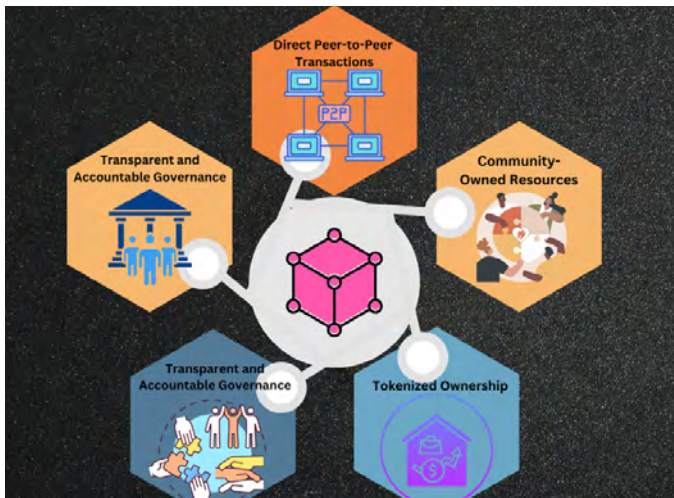 Direct Peer-to-Peer
Transactions
P2P
Transparent and
Accountable Governance
Community-
Owned Resources
Transparent and
Accountable Governance
Tokenized Ownership
$